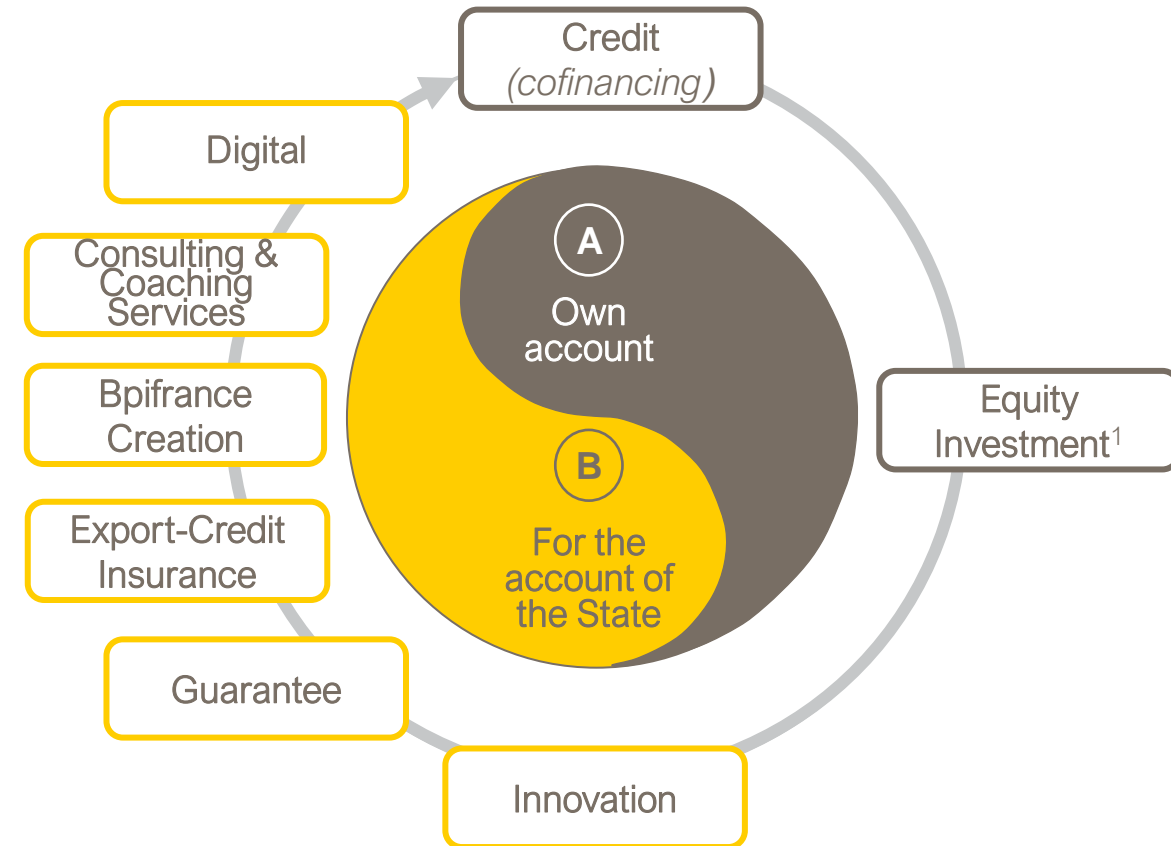 Credit
(cofinancing)
Digital
Consulting &
Coaching
Services
Bpifrance
Creation
Export-Credit
Insurance
Guarantee
Innovation
Equity
Investment¹
A
Own
account
B
For the
account of
the State